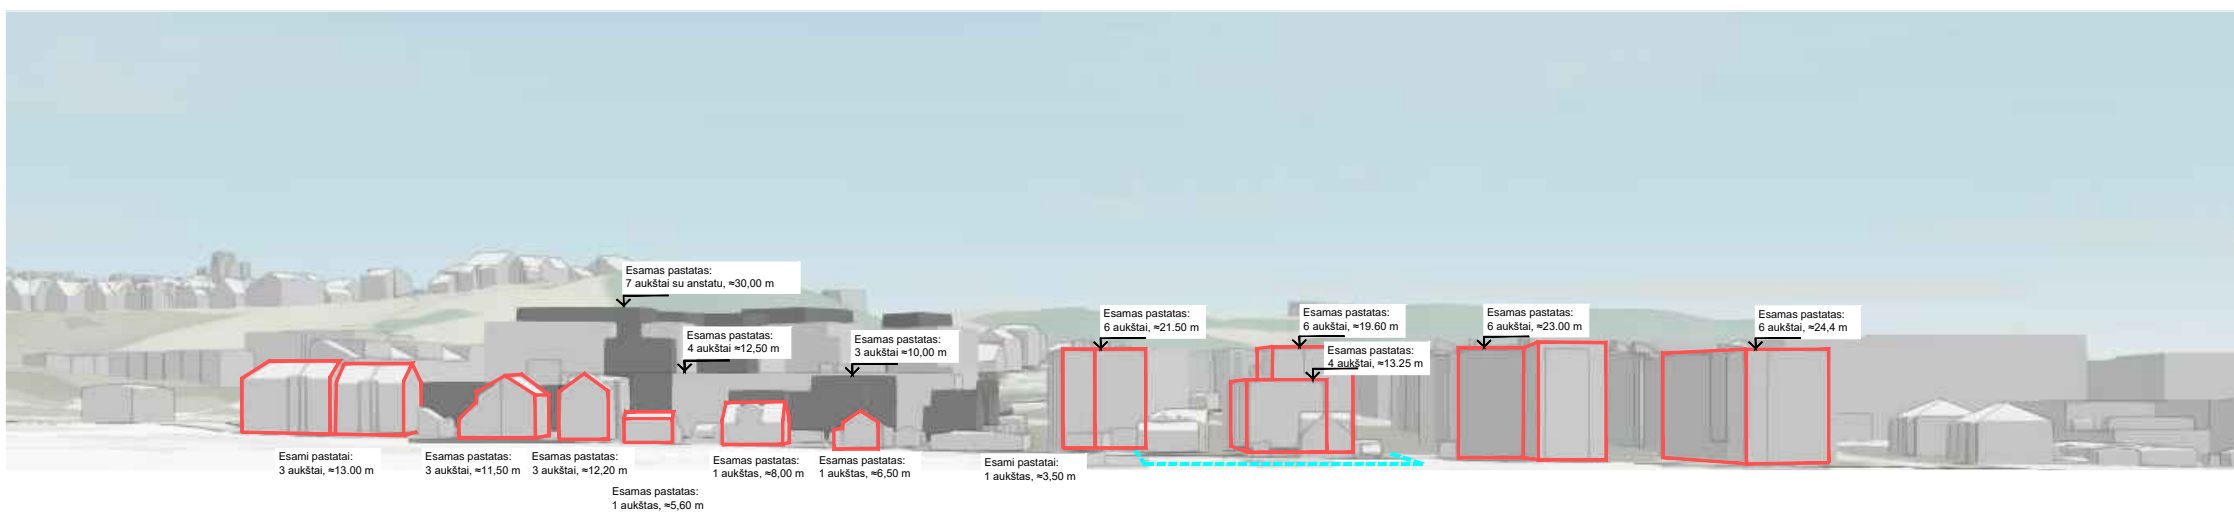 Esamas pastatas:
7 aukštai su anstatu, ≈30,00 m
Esamas pastatas:
4 aukštai ≈12,50 m
Esamas pastatas:
3 aukštai ≈10,00 m
Esamas pastatas:
6 aukštai, ≈21.50 m
Esamas pastatas:
6 aukštai, ≈19.60 m
Esamas pastatas:
4 aukštai, ≈13.25 m
Esamas pastatas:
6 aukštai, ≈23.00 m
Esamas pastatas:
6 aukštai, ≈24,4 m
Esami pastatai:
3 aukštai, ≈13.00 m
Esamas pastatas:
3 aukštai, ≈11,50 m
Esamas pastatas:
3 aukštai, ≈12,20 m
Esamas pastatas:
1 aukštas, ≈5,60 m
Esamas pastatas:
1 aukštas, ≈8,00 m
Esamas pastatas:
1 aukštas, ≈6,50 m
Esami pastatai:
1 aukštas, ≈3,50 m